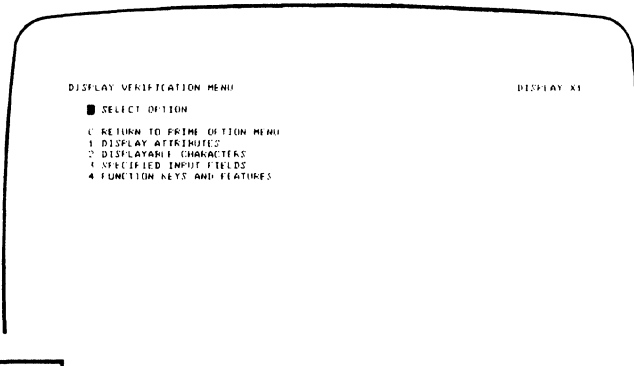 DISPLAY VERIFICATION MENU DISPLAY X1
SELECT OPTION
0 RETURN TO PRIME OPTION MENU
1 DISPLAY ATTRIBUTES
2 DISPLAYABLE CHARACTERS
3 SPECIFIED INPUT FIELDS
4 FUNCTION KEYS AND FEATURES